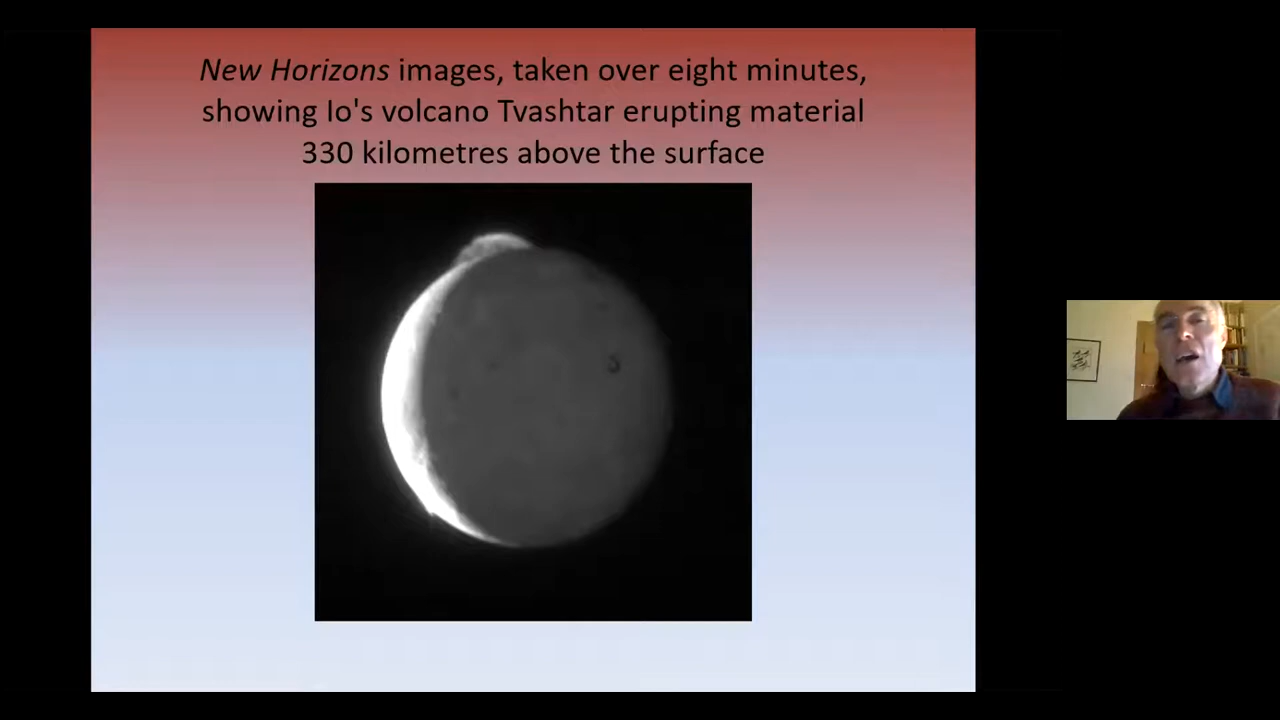 New Horizons images, taken over eight minutes,
showing Io's volcano Tvashtar erupting material
330 kilometres above the surface